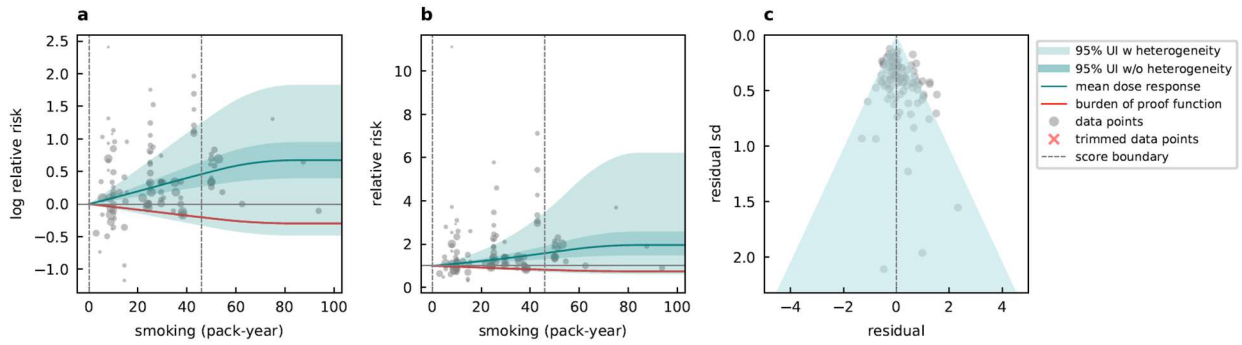 a
2.5
2.0
1.5
1.0
0.5
0.0
−0.5
−1.0
0
20
40
60
80
100
log relative risk
smoking (pack-year)
b
10
8
6
4
2
0
0
20
40
60
80
100
relative risk
smoking (pack-year)
c
0.0
0.5
1.0
1.5
2.0
−4
−2
0
2
4
residual sd
residual
95% UI w heterogeneity
95% UI w/o heterogeneity
mean dose response
burden of proof function
data points
trimmed data points
score boundary